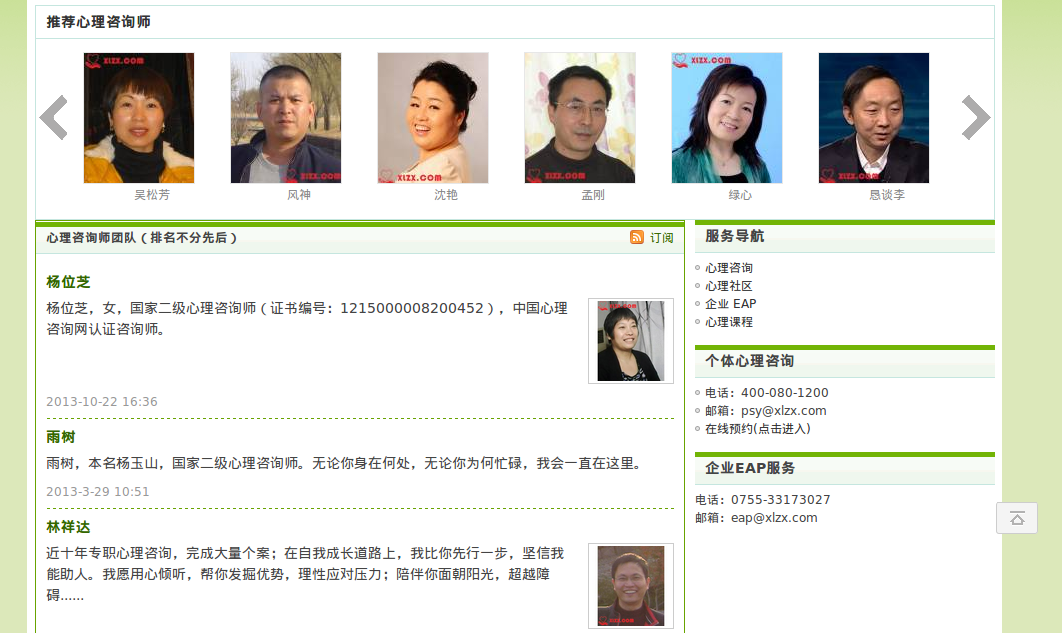 推荐心理咨询师
xlzx.com
xlzx.com
xlzx.com
xlzx.com
xlzx.com
xlzx.com
吴松芳
风神
沈艳
孟刚
绿心
恳谈李
心理咨询师团队（排名不分先后）
订阅
杨位芝
杨位芝，女，国家二级心理咨询师（证书编号：1215000008200452），中国心理
咨询网认证咨询师。
2013-10-22 16:36
雨树
雨树，本名杨玉山，国家二级心理咨询师。无论你身在何处，无论你为何忙碌，我会一直在这里。
2013-3-29 10:51
林祥达
近十年专职心理咨询，完成大量个案；在自我成长道路上，我比你先行一步，坚信我
能助人。我愿用心倾听，帮你发掘优势，理性应对压力；陪伴你面朝阳光，超越障
碍......
服务导航
心理咨询
心理社区
企业 EAP
心理课程
个体心理咨询
电话：400-080-1200
邮箱：psy@xlzx.com
在线预约(点击进入)
企业EAP服务
电话：0755-33173027
邮箱：eap@xlzx.com